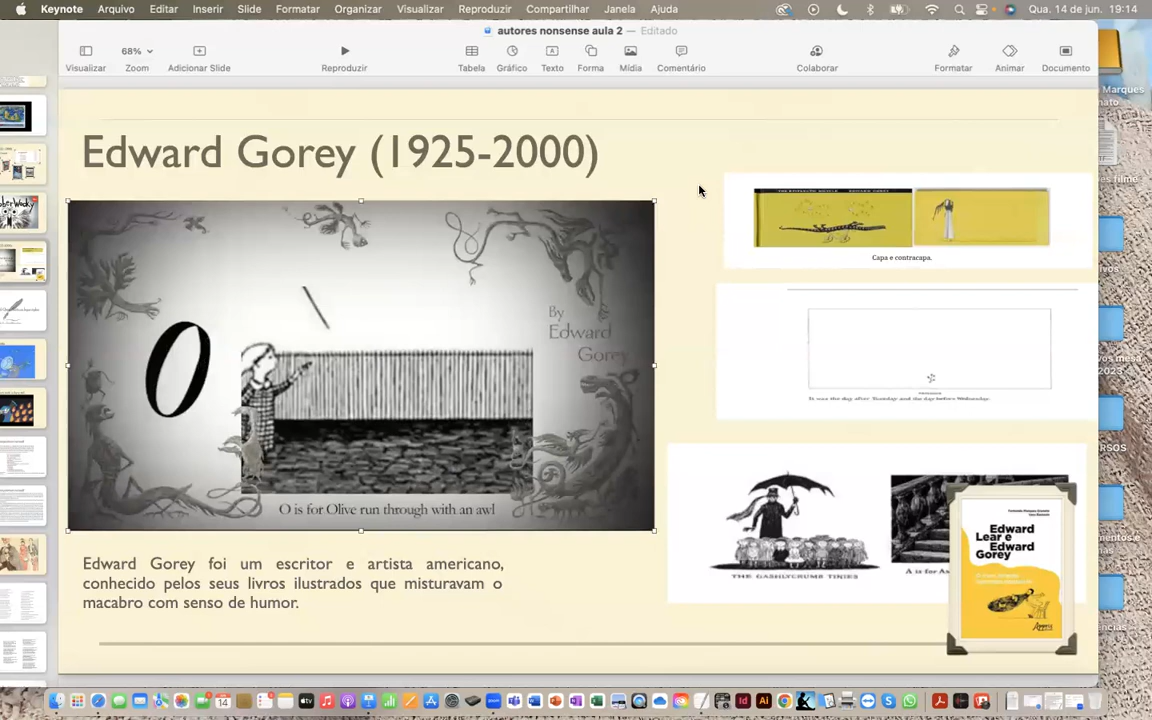 Keynote Arquivo Editar Inserir Slide Formatar Organizar Visualizar Reproduzir Compartilhar Janela Ajuda Qua. 14 de jun. 19:14
autores nonsense aula 2 — Editado
68%
Visualizar Zoom Adicionar Slide Reproduzir Tabela Gráfico Texto Forma Mídia Comentário Colaborar Formatar Animar Documento
Marques
Edward Gorey (1925-2000)
Capa e contracapa.
By
Edward
Gorey
O
It was the day after Tuesday and the day before Wednesday.
O is for Olive run through with an awl
THE GASHLYCRUMB TINIES
A is for
Edward
Lear e
Edward
Gorey
Edward Gorey foi um escritor e artista americano,
conhecido pelos seus livros ilustrados que misturavam o
macabro com senso de humor.